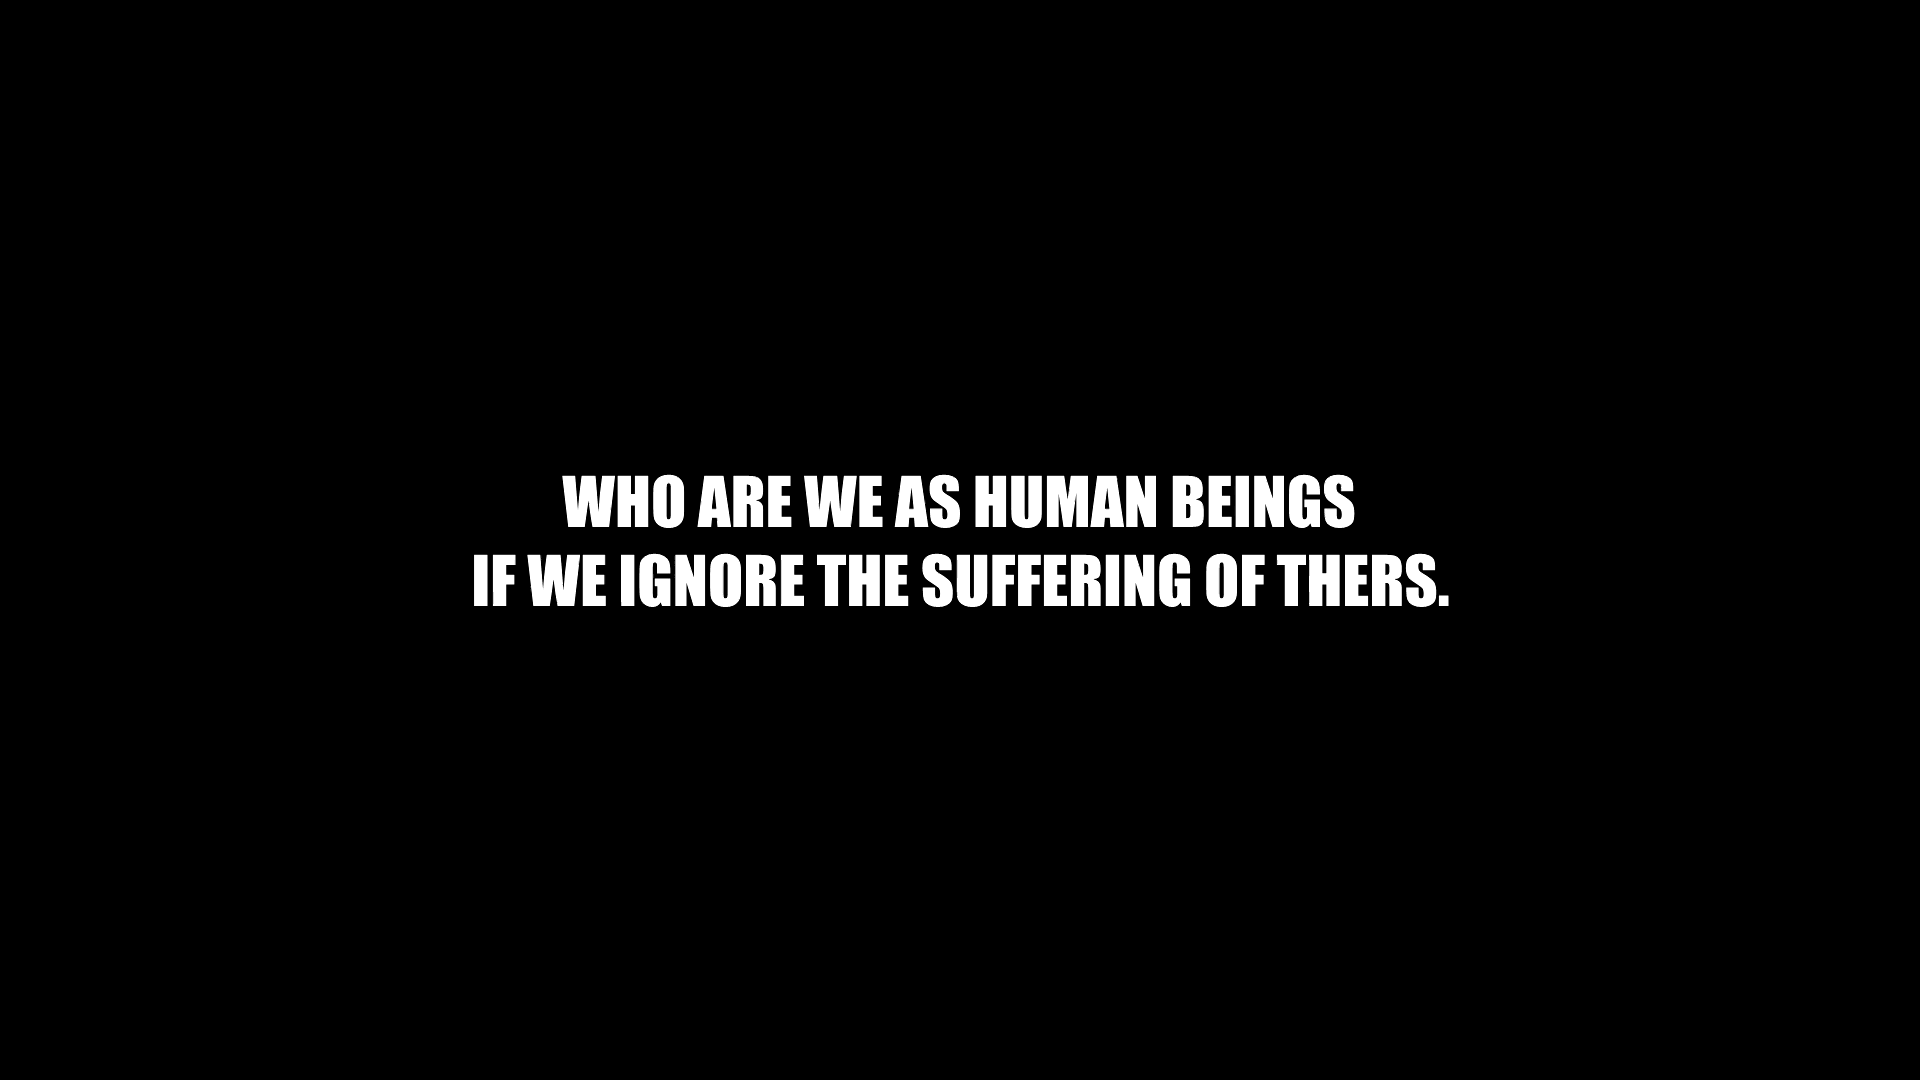 WHO ARE WE AS HUMAN BEINGS
IF WE IGNORE THE SUFFERING OF THERS.